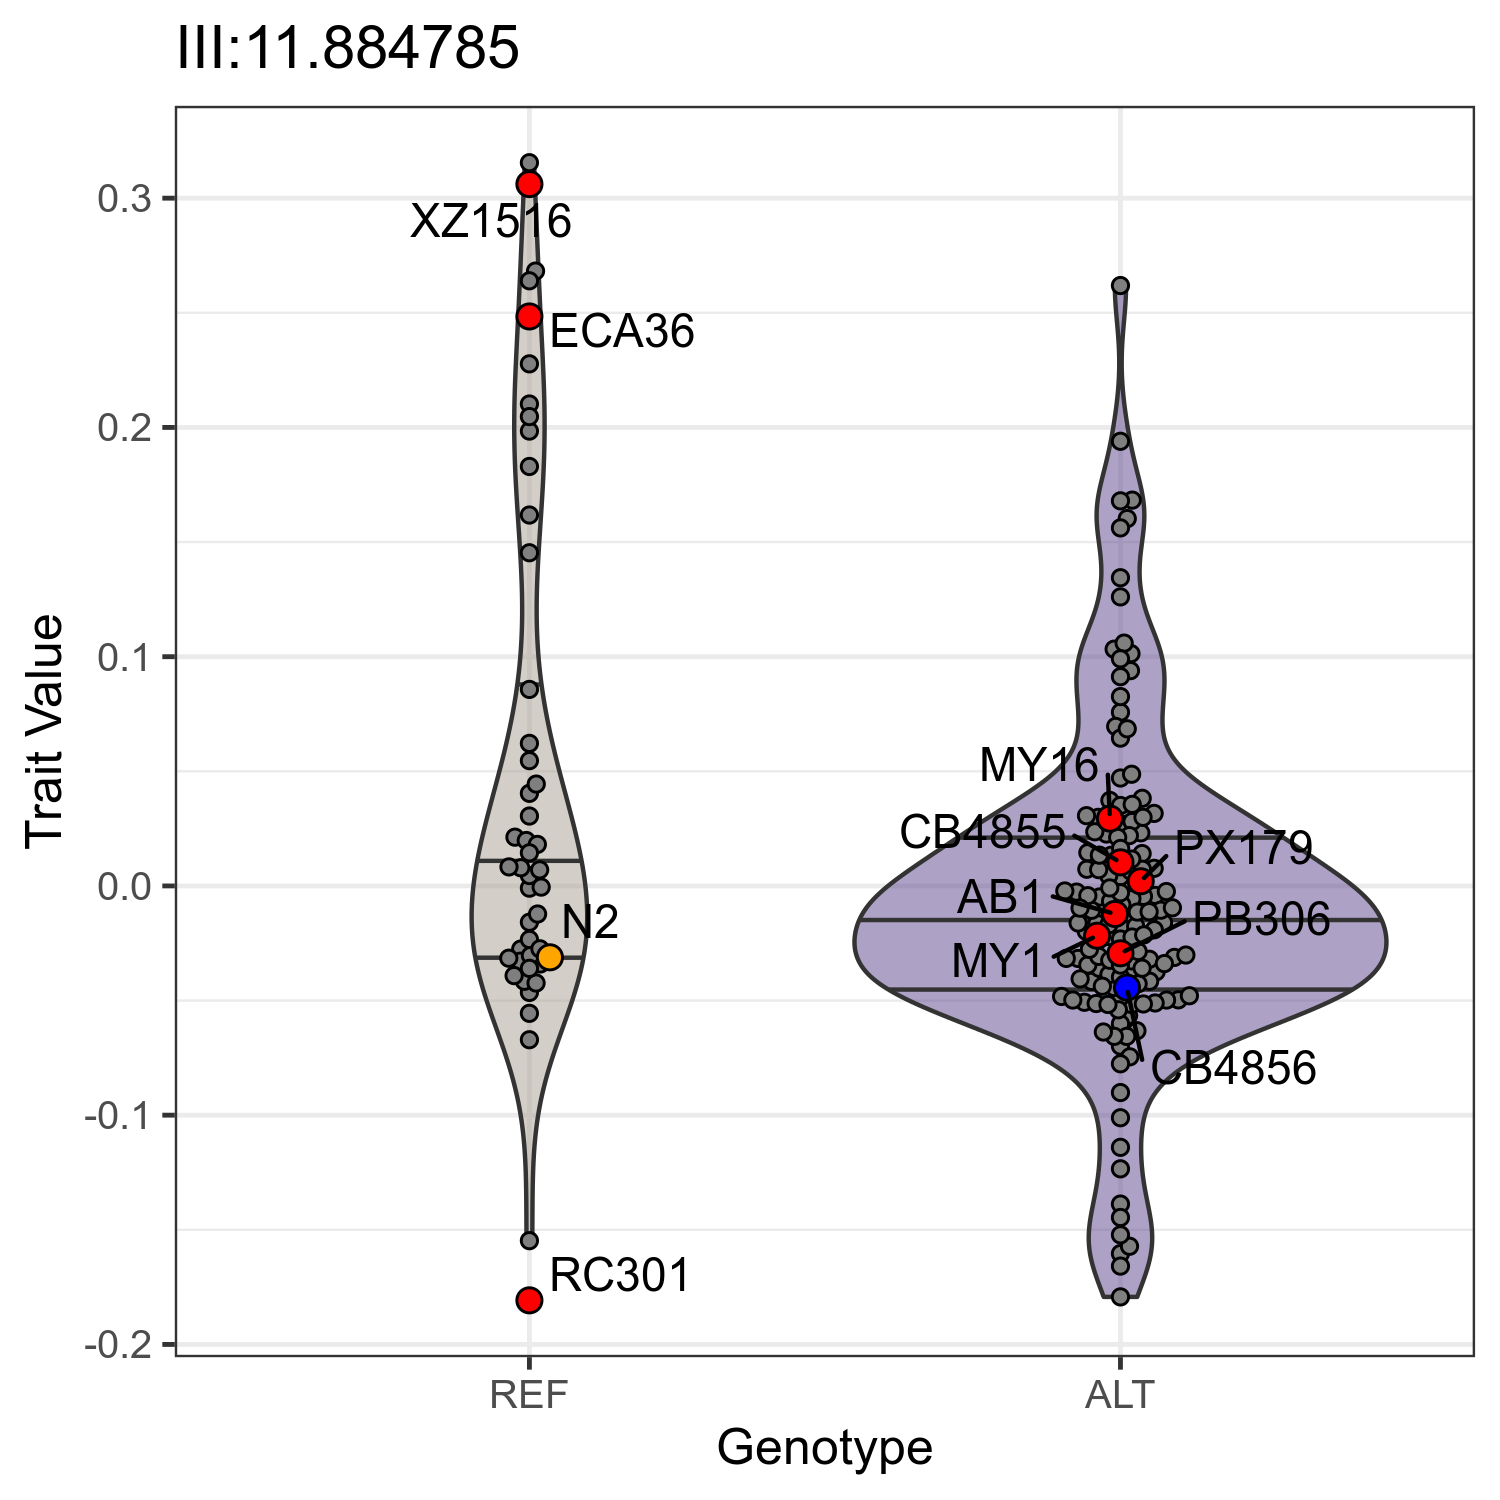 III:11.884785
0.3
0.2
0.1
0.0
-0.1
-0.2
Trait Value
XZ1516
ECA36
N2
RC301
MY16
CB4855
PX179
AB1
PB306
MY1
CB4856
REF
ALT
Genotype